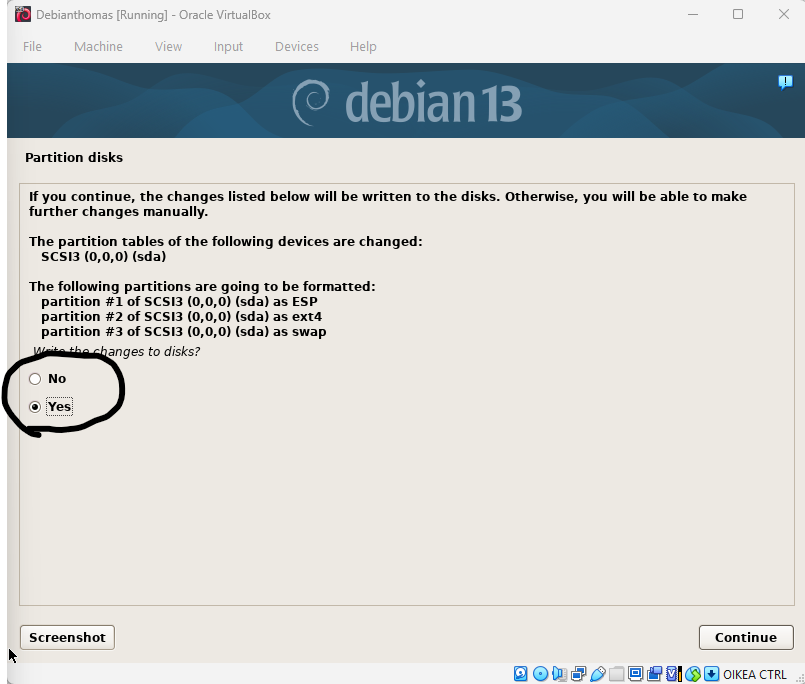 Debianthomas [Running] - Oracle VirtualBox
File Machine View Input Devices Help
debian 13
Partition disks
If you continue, the changes listed below will be written to the disks. Otherwise, you will be able to make
further changes manually.
The partition tables of the following devices are changed:
SCSI3 (0,0,0) (sda)
The following partitions are going to be formatted:
partition #1 of SCSI3 (0,0,0) (sda) as ESP
partition #2 of SCSI3 (0,0,0) (sda) as ext4
partition #3 of SCSI3 (0,0,0) (sda) as swap
Write the changes to disks?
No
Yes
Screenshot
Continue
OIKEA CTRL